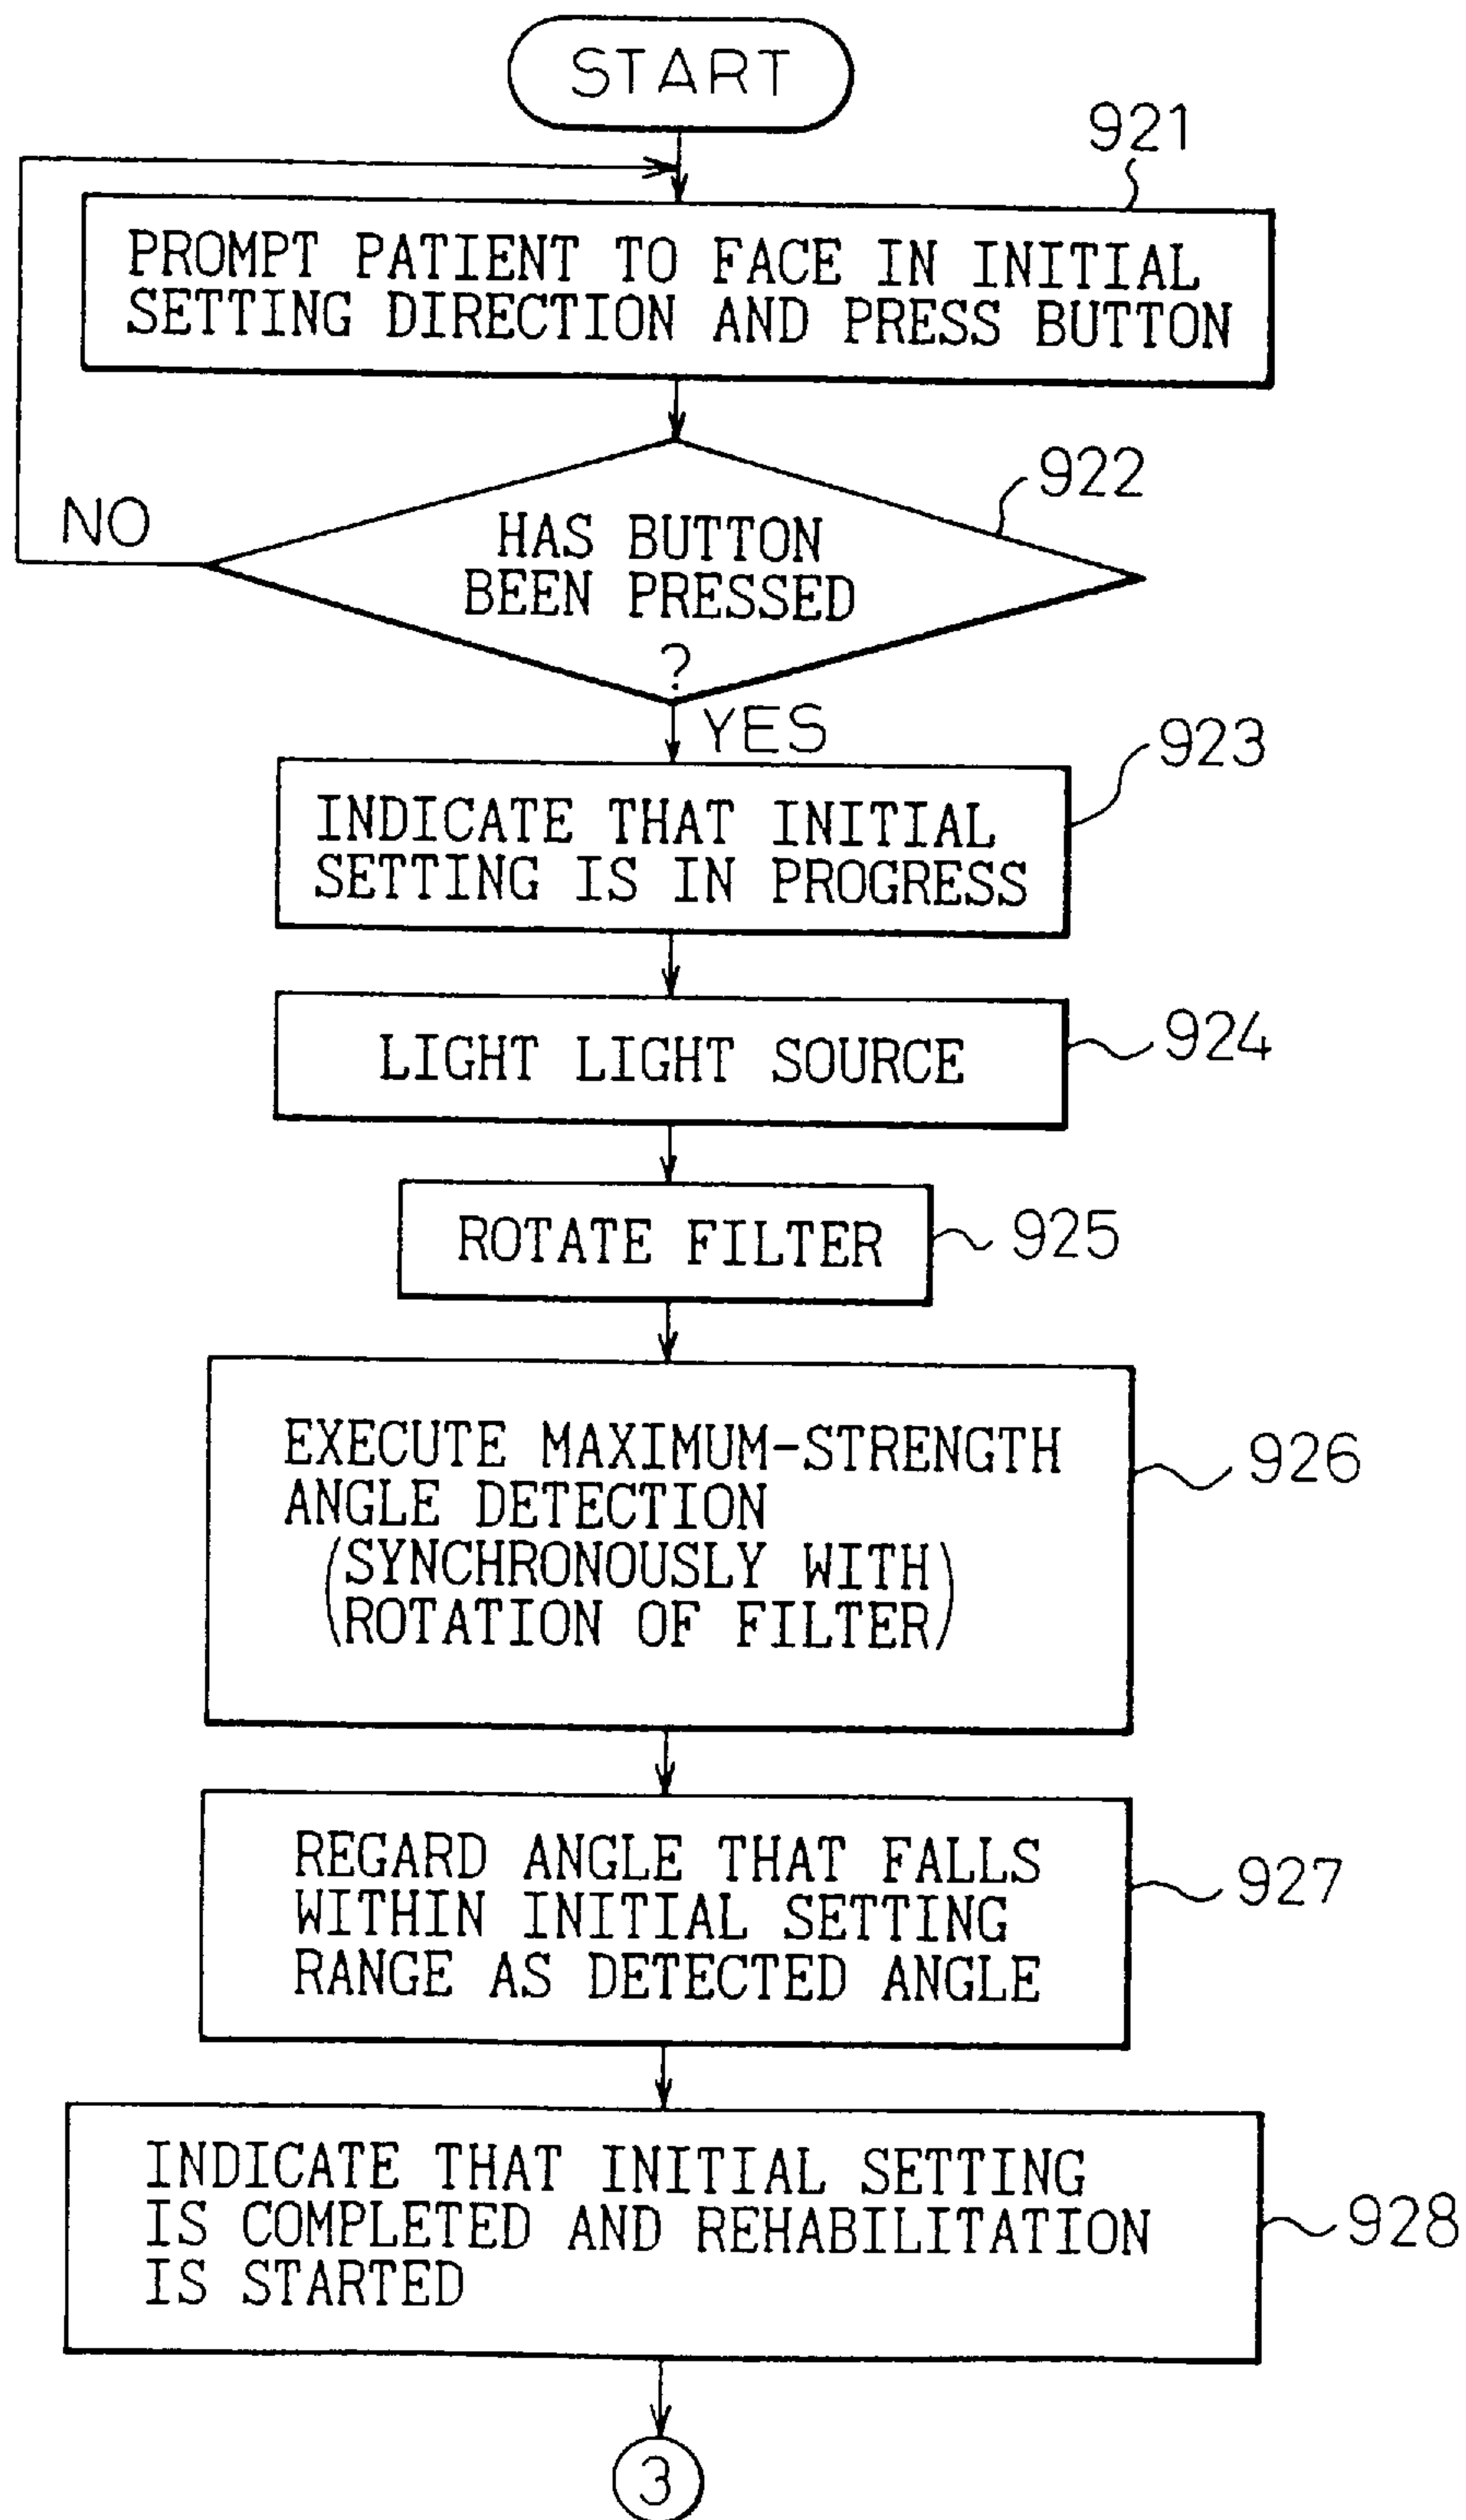 START
921
PROMPT PATIENT TO FACE IN INITIAL
SETTING DIRECTION AND PRESS BUTTON
922
NO
HAS BUTTON
BEEN PRESSED
?
YES
923
INDICATE THAT INITIAL
SETTING IS IN PROGRESS
LIGHT LIGHT SOURCE
924
ROTATE FILTER
925
EXECUTE MAXIMUM-STRENGTH
ANGLE DETECTION
(SYNCHRONOUSLY WITH
ROTATION OF FILTER)
926
REGARD ANGLE THAT FALLS
WITHIN INITIAL SETTING
RANGE AS DETECTED ANGLE
927
INDICATE THAT INITIAL SETTING
IS COMPLETED AND REHABILITATION
IS STARTED
928
3